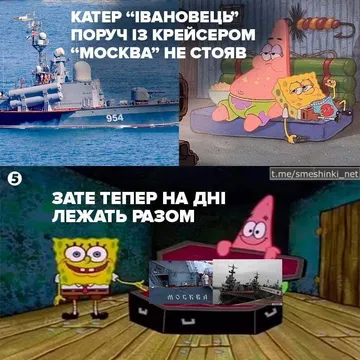 КАТЕР “ІВАНОВЕЦЬ”
ПОРУЧ ІЗ КРЕЙСЕРОМ
“МОСКВА” НЕ СТОЯВ
954
t.me/smeshinki_net
5
ЗАТЕ ТЕПЕР НА ДНІ
ЛЕЖАТЬ РАЗОМ
МОСКВА